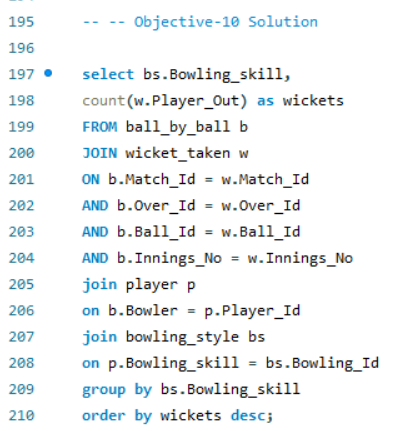 195 -- -- Objective-10 Solution
196
197 select bs.Bowling_skill,
198 count(w.Player_Out) as wickets
199 FROM ball_by_ball b
200 JOIN wicket_taken w
201 ON b.Match_Id = w.Match_Id
202 AND b.Over_Id = w.Over_Id
203 AND b.Ball_Id = w.Ball_Id
204 AND b.Innings_No = w.Innings_No
205 join player p
206 on b.Bowler = p.Player_Id
207 join bowling_style bs
208 on p.Bowling_skill = bs.Bowling_Id
209 group by bs.Bowling_skill
210 order by wickets desc;